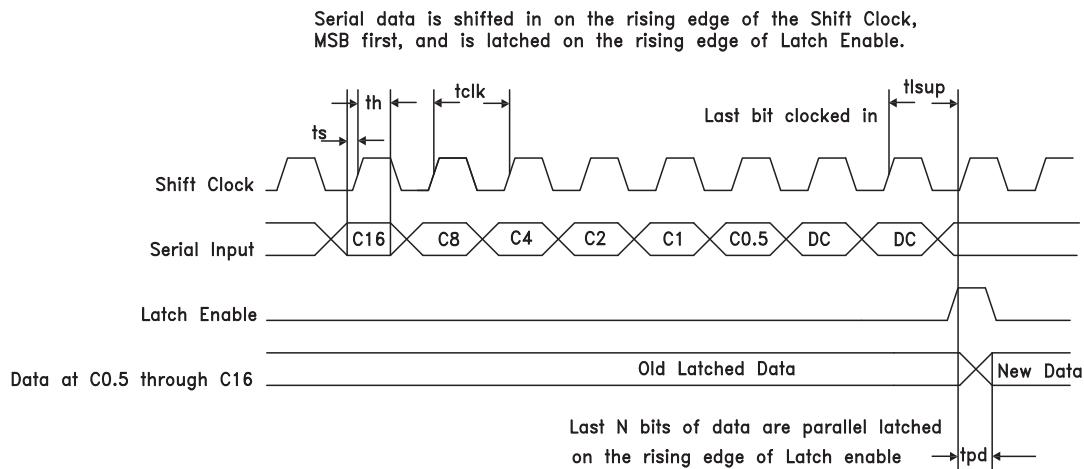 Serial data is shifted in on the rising edge of the Shift Clock,
MSB first, and is latched on the rising edge of Latch Enable.
th
tclk
tlsup
Last bit clocked in
ts
Shift Clock
Serial Input
C16
C8
C4
C2
C1
C0.5
DC
DC
Latch Enable
Data at C0.5 through C16
Old Latched Data
New Data
Last N bits of data are parallel latched
on the rising edge of Latch enable
tpd